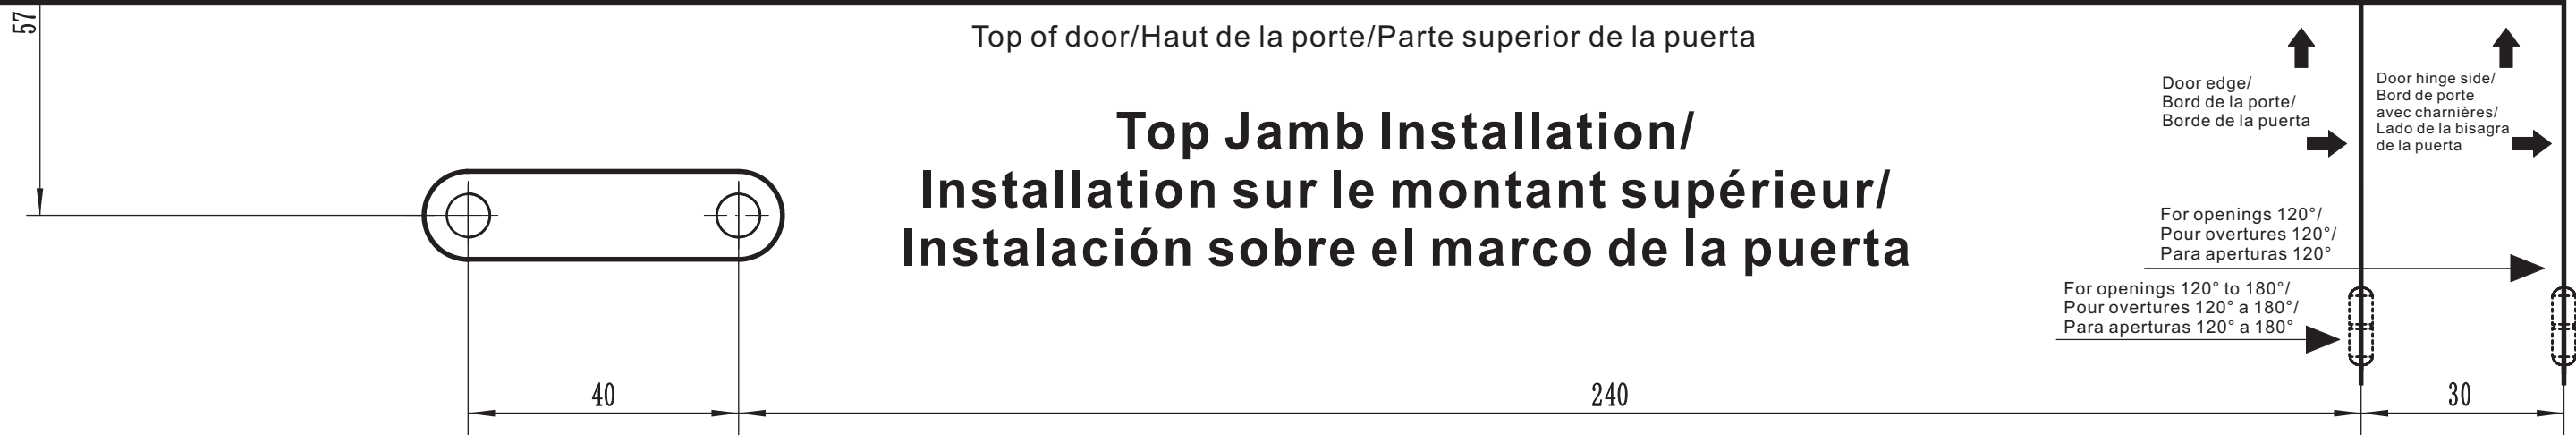 57
Top of door/Haut de la porte/Parte superior de la puerta
Top Jamb Installation/
Installation sur le montant supérieur/
Instalación sobre el marco de la puerta
Door edge/
Bord de la porte/
Borde de la puerta
Door hinge side/
Bord de porte
avec charnières/
Lado de la bisagra
de la puerta
For openings 120°/
Pour overtures 120°/
Para aperturas 120°
For openings 120° to 180°/
Pour overtures 120° a 180°/
Para aperturas 120° a 180°
40
240
30